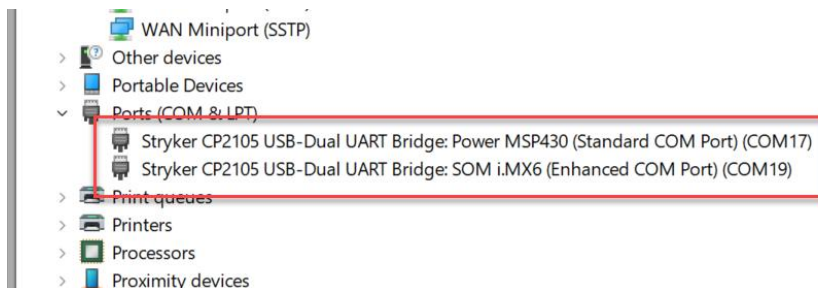 WAN Miniport (SSTP)
Other devices
Portable Devices
Ports (COM & LPT)
Stryker CP2105 USB-Dual UART Bridge: Power MSP430 (Standard COM Port) (COM17)
Stryker CP2105 USB-Dual UART Bridge: SOM i.MX6 (Enhanced COM Port) (COM19)
Print queues
Printers
Processors
Proximity devices